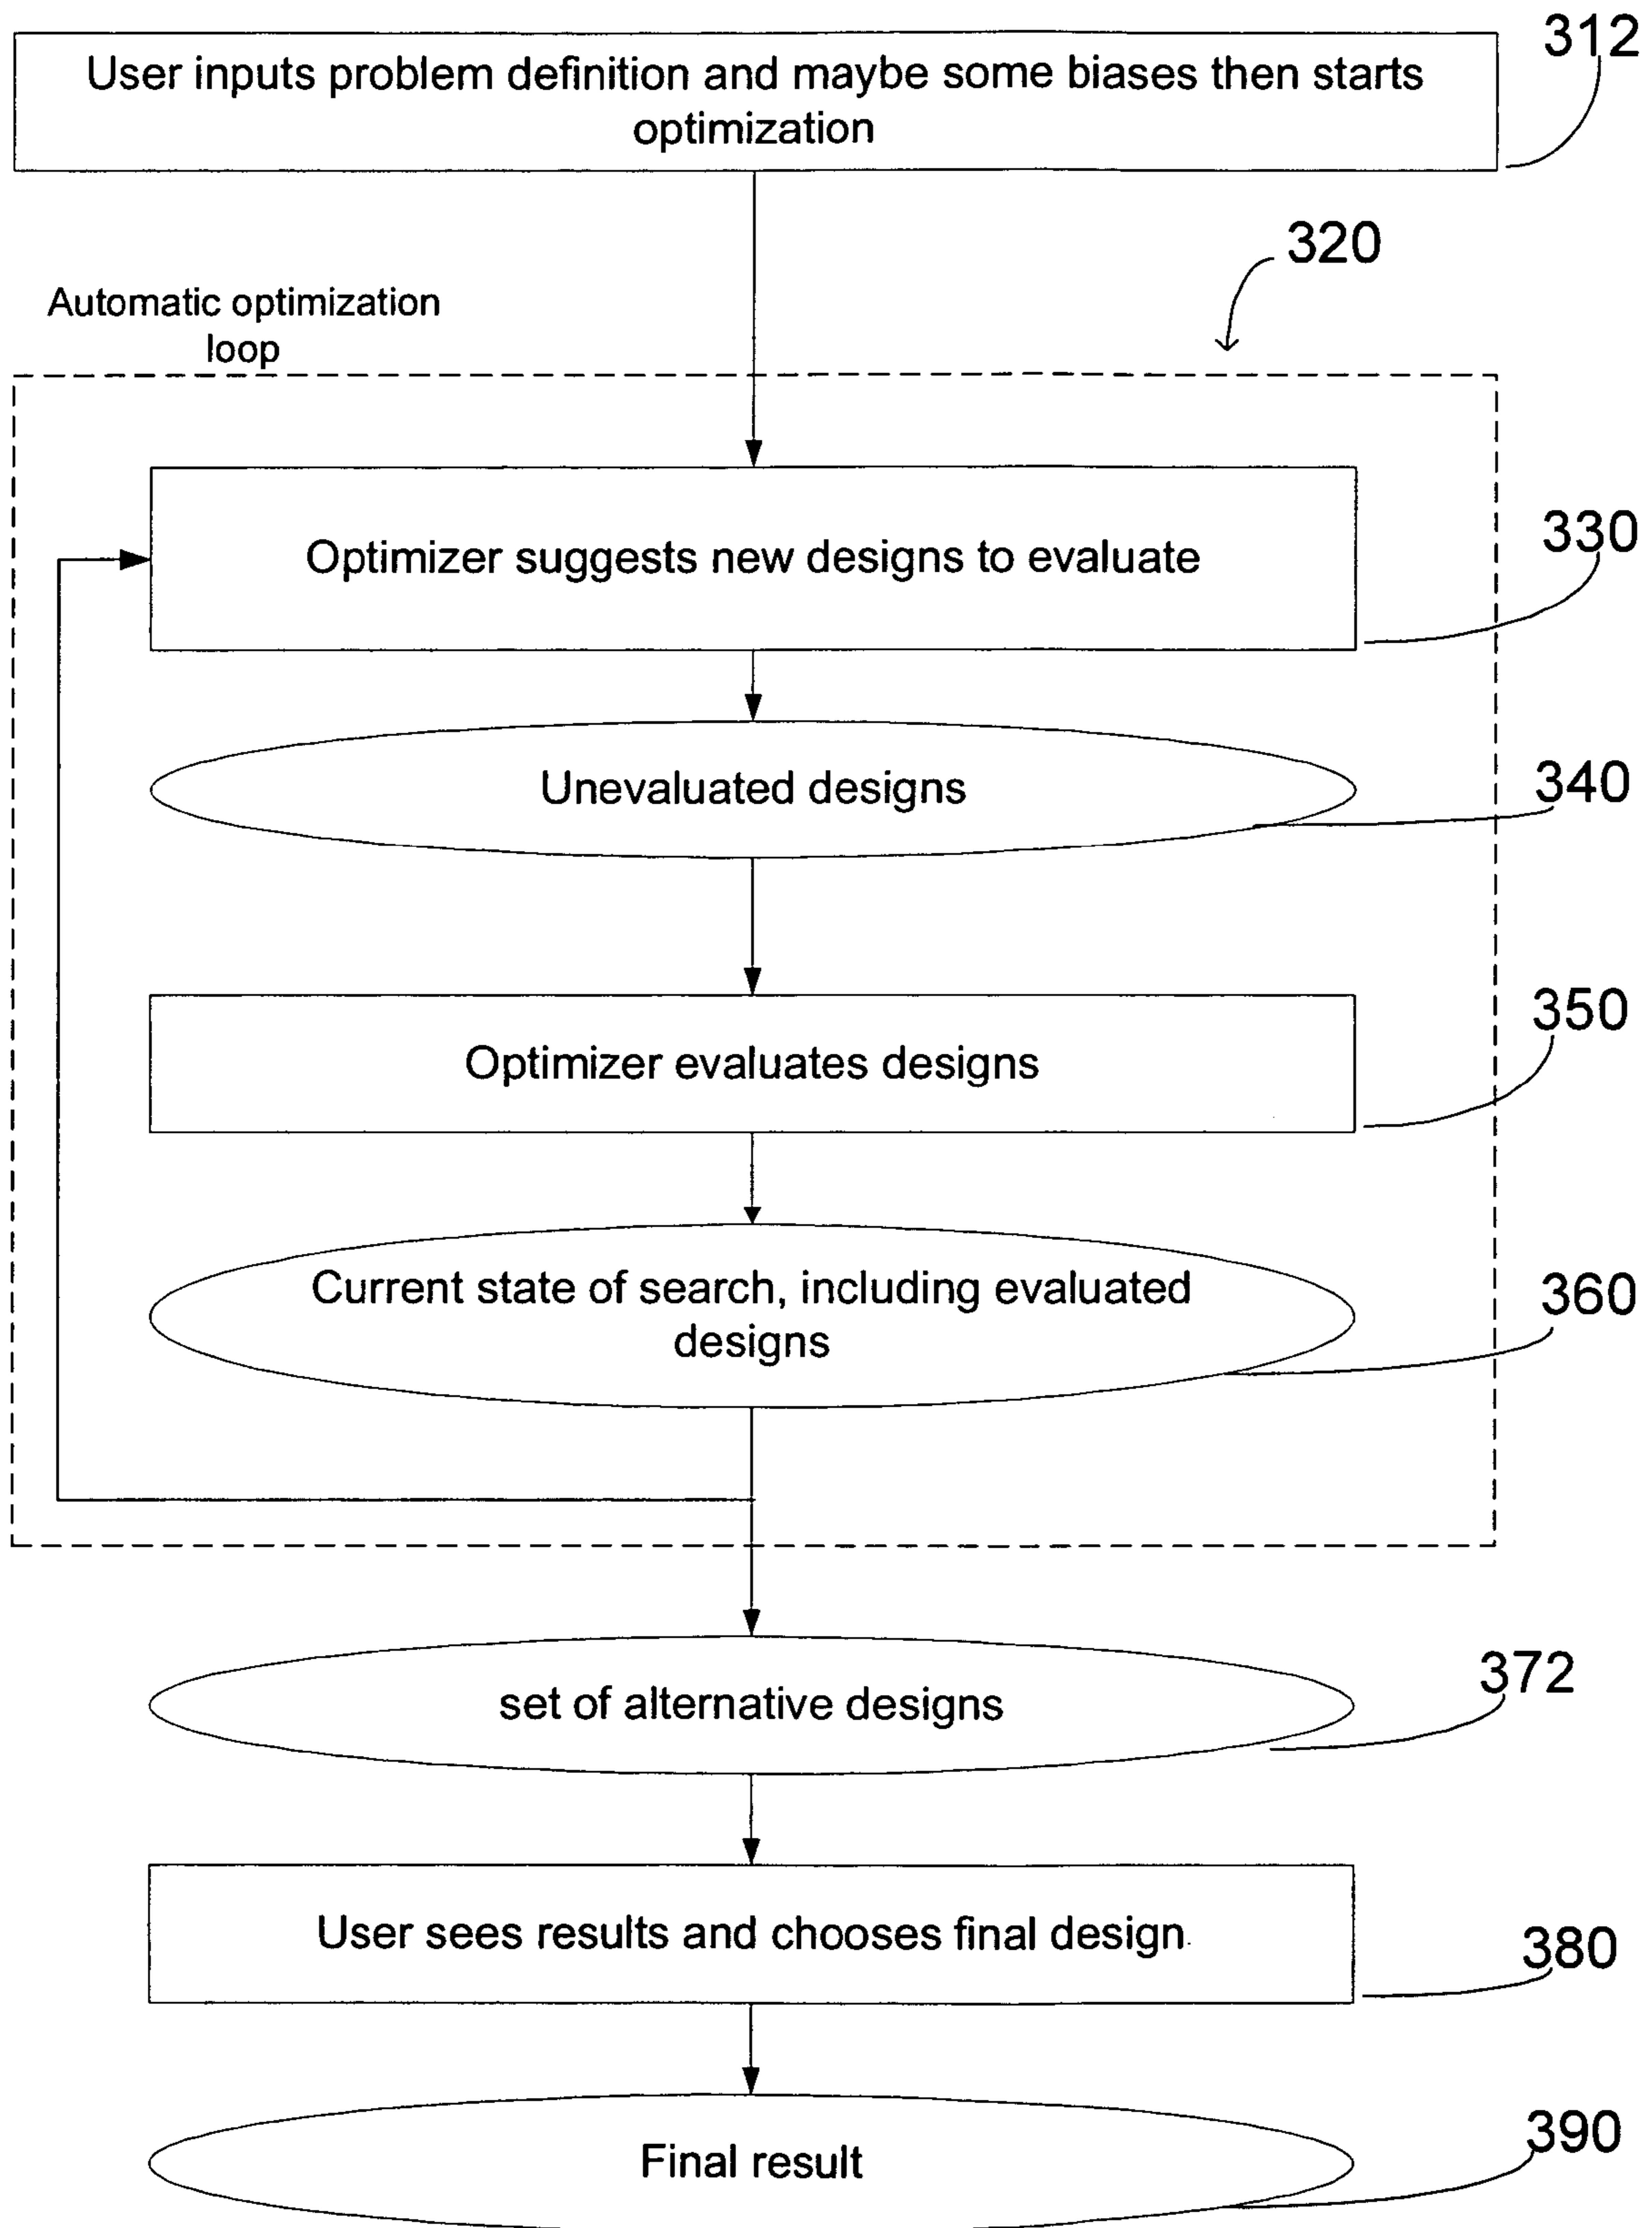 312
User inputs problem definition and maybe some biases then starts
optimization
320
Automatic optimization
loop
330
Optimizer suggests new designs to evaluate
340
Unevaluated designs
350
Optimizer evaluates designs
360
Current state of search, including evaluated
designs
372
set of alternative designs
380
User sees results and chooses final design
390
Final result